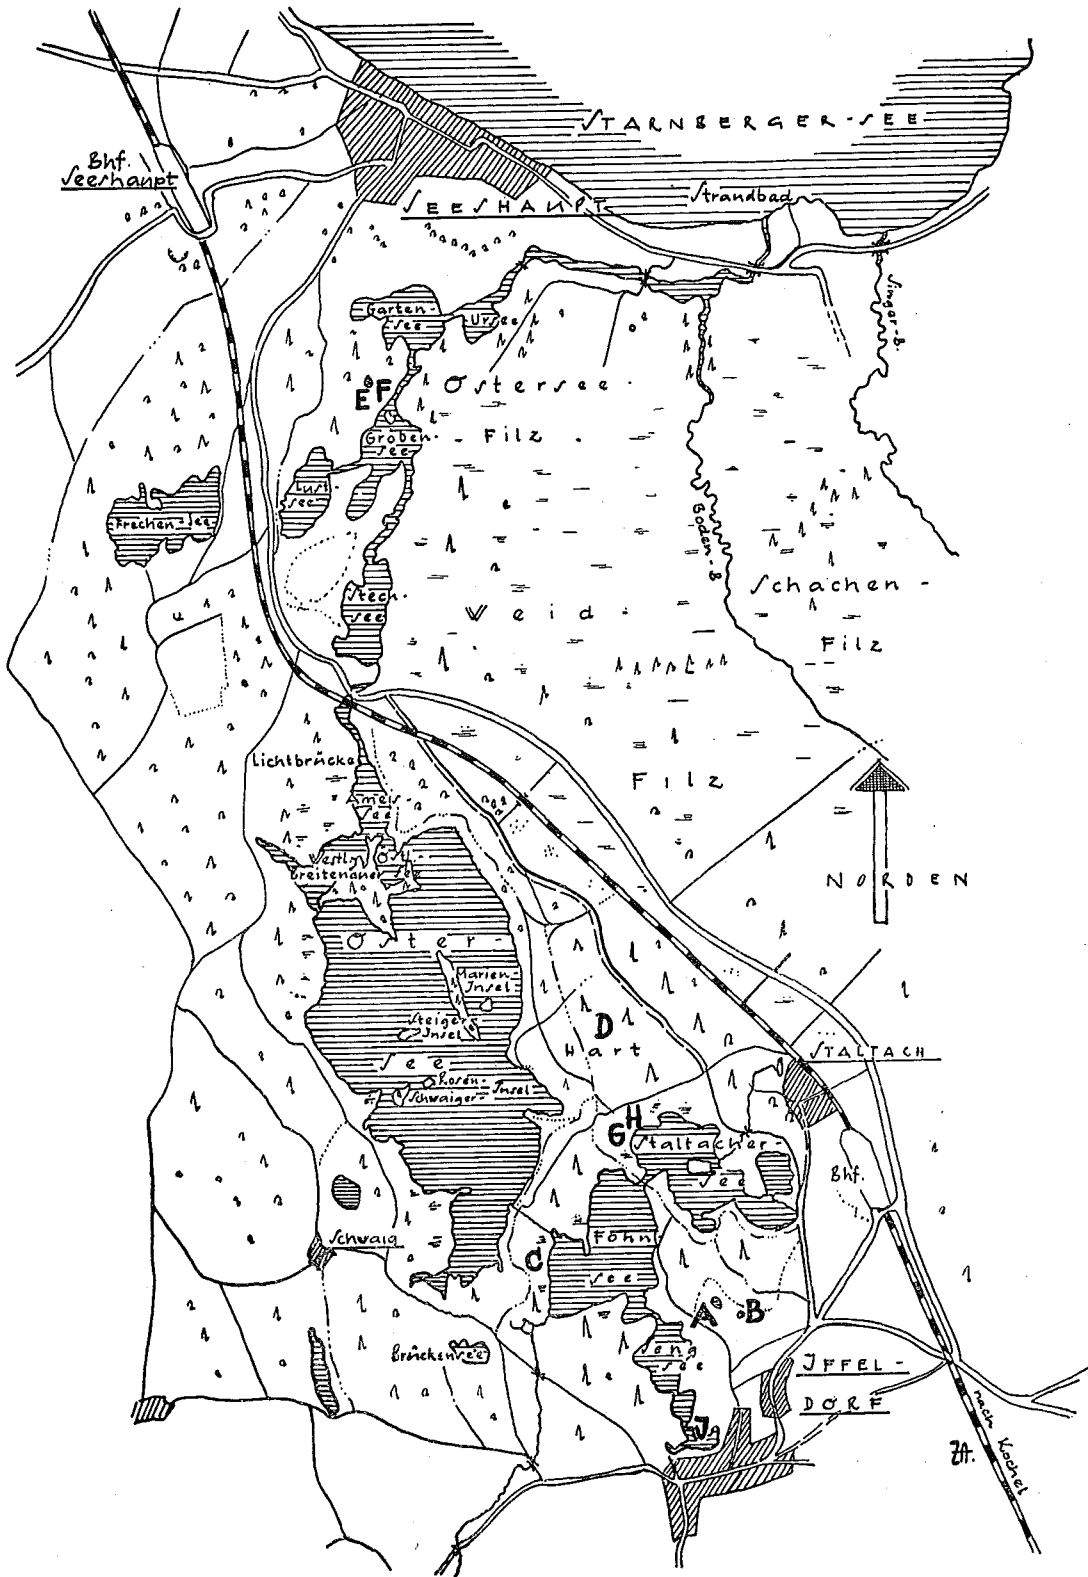 STARNBERGER-SEE
Bhf.
Seeshaupt
SEESHAUPT
Strandbad
Singer-B.
Garten-
see
Ursee
E F
Ostersee-
Gröben-
see
Filz
Lust-
see
Frechen-see
Boden-B.
Stech-
see
Weid-
Schachen-
Filz
Lichtbrücke
Filz
Ameis-
see
Westl.
Östl.
Breitenauer
See
NORDEN
Oster-
Marien-
Insel
Steiger
Insel
D
Hart
See
STALTACH
Rosen-
Insel
Schwaiger-
H
G
Staltacher-
See
Bhf.
Schwaig
Föhn
See
C
A
B
Seng
see
Brückensee
IFFEL-
DORF
J
ZA.
nach Kochel